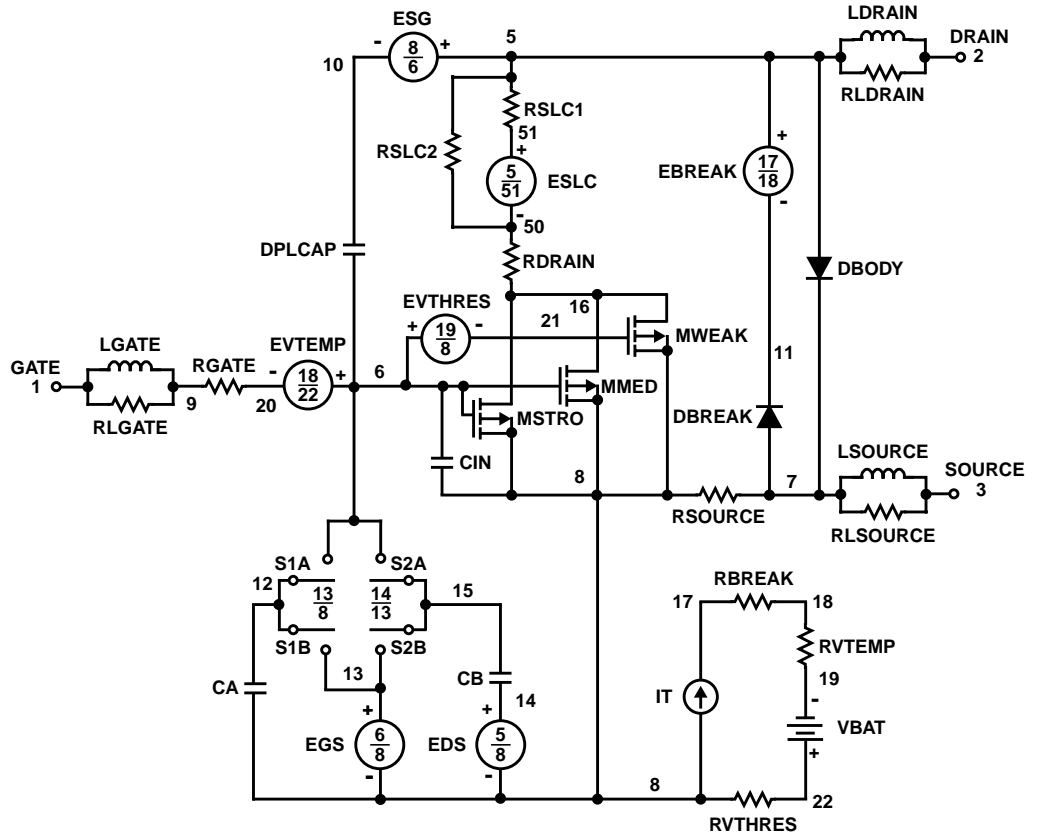 ESG
LDRAIN
DRAIN
2
- 8/6 +
5
10
RLDRAIN
RSLC1
51
+
RSLC2
5/51
ESLC
-
50
+
EBREAK
17/18
-
DPLCAP
RDRAIN
DBODY
EVTHRES
16
+ 19/8 -
21
MWEAK
LGATE
EVTEMP
11
GATE
1
RGATE
- 18/22 +
6
MMED
9
20
RLGATE
MSTRO
DBREAK
CIN
LSOURCE
8
7
SOURCE
3
RSOURCE
RLSOURCE
S1A
S2A
12
13/8
14/13
15
RBREAK
17
18
S1B
S2B
RVTEMP
13
CB
19
CA
14
IT
-
VBAT
+
+
+
EGS
6/8
EDS
5/8
-
-
8
22
RVTHRES